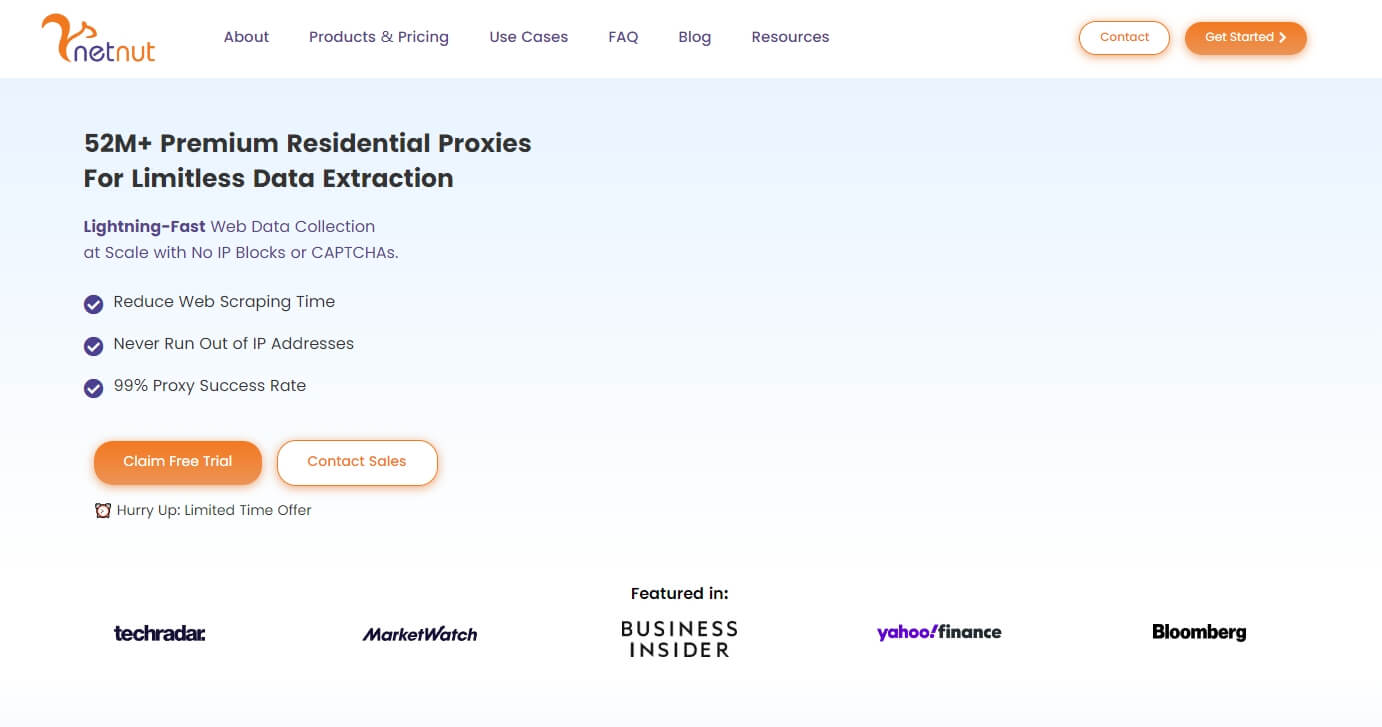 netnut
About
Products & Pricing
Use Cases
FAQ
Blog
Resources
Contact
Get Started
52M+ Premium Residential Proxies
For Limitless Data Extraction
Lightning-Fast Web Data Collection
at Scale with No IP Blocks or CAPTCHAs.
Reduce Web Scraping Time
Never Run Out of IP Addresses
99% Proxy Success Rate
Claim Free Trial
Contact Sales
Hurry Up: Limited Time Offer
Featured in:
techradar.
MarketWatch
BUSINESS
INSIDER
yahoo!finance
Bloomberg